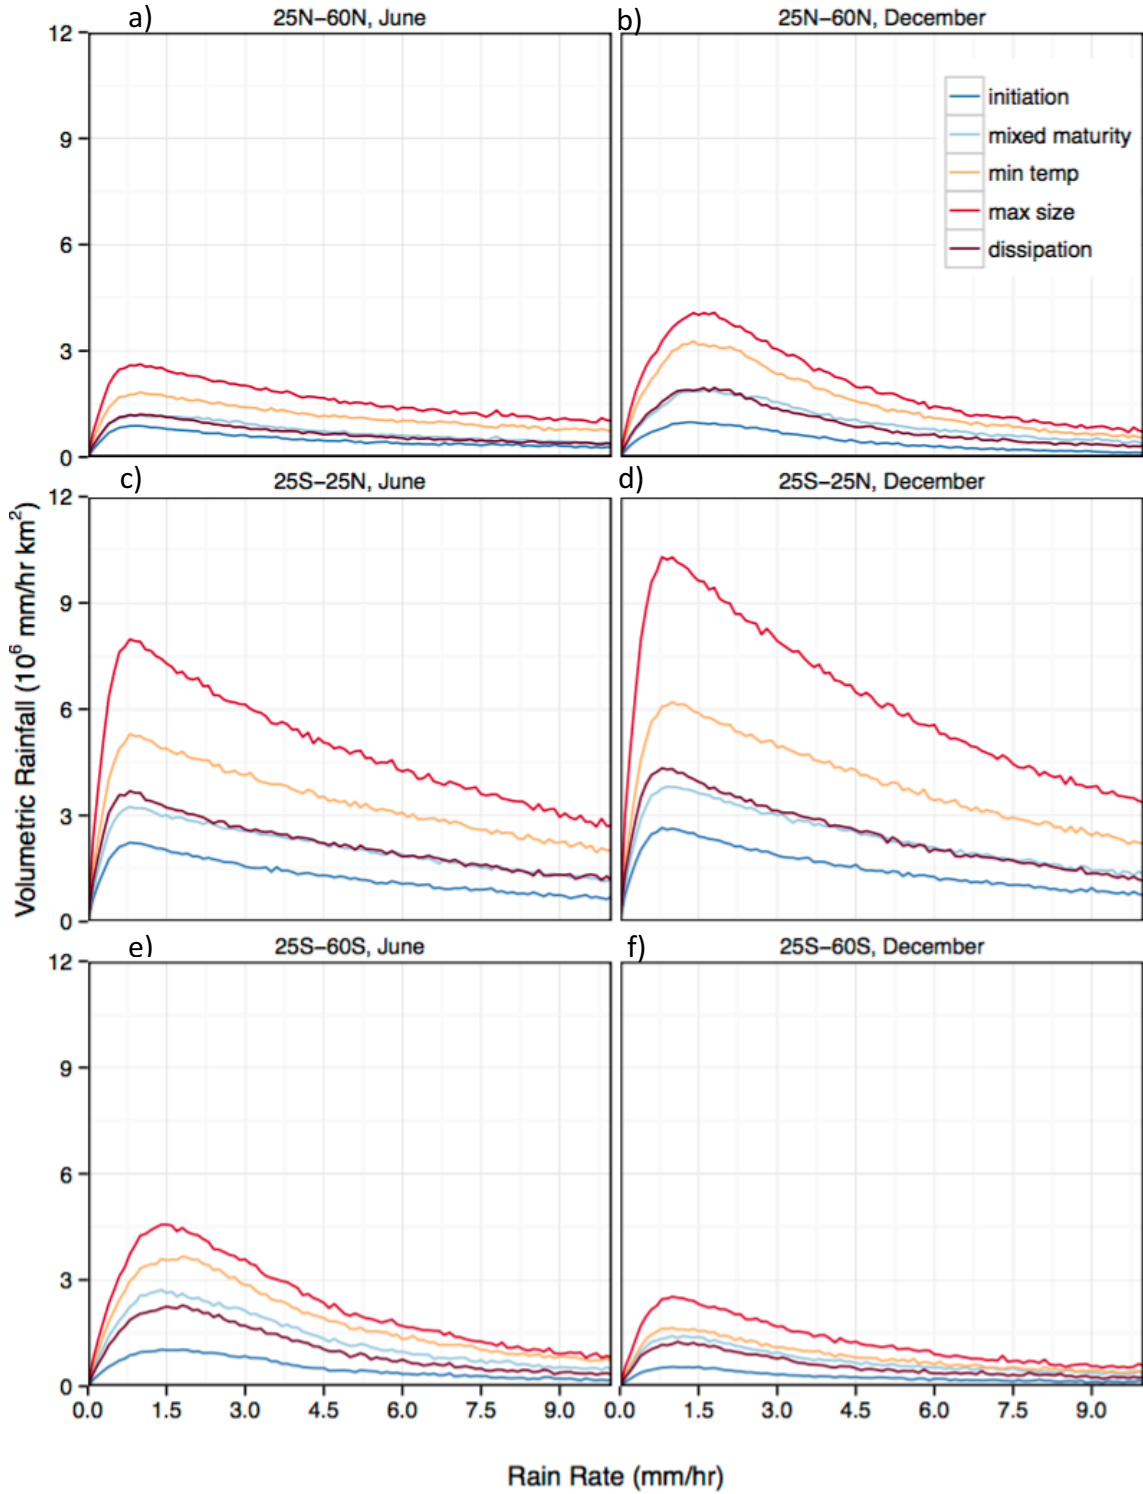 a) 25N–60N, June
b) 25N–60N, December
12
9
6
3
0
initiation
mixed maturity
min temp
max size
dissipation
c) 25S–25N, June
d) 25S–25N, December
12
9
6
3
0
Volumetric Rainfall (10⁶ mm/hr km²)
e) 25S–60S, June
f) 25S–60S, December
12
9
6
3
0
0.0 1.5 3.0 4.5 6.0 7.5 9.0 0.0 1.5 3.0 4.5 6.0 7.5 9.0
Rain Rate (mm/hr)